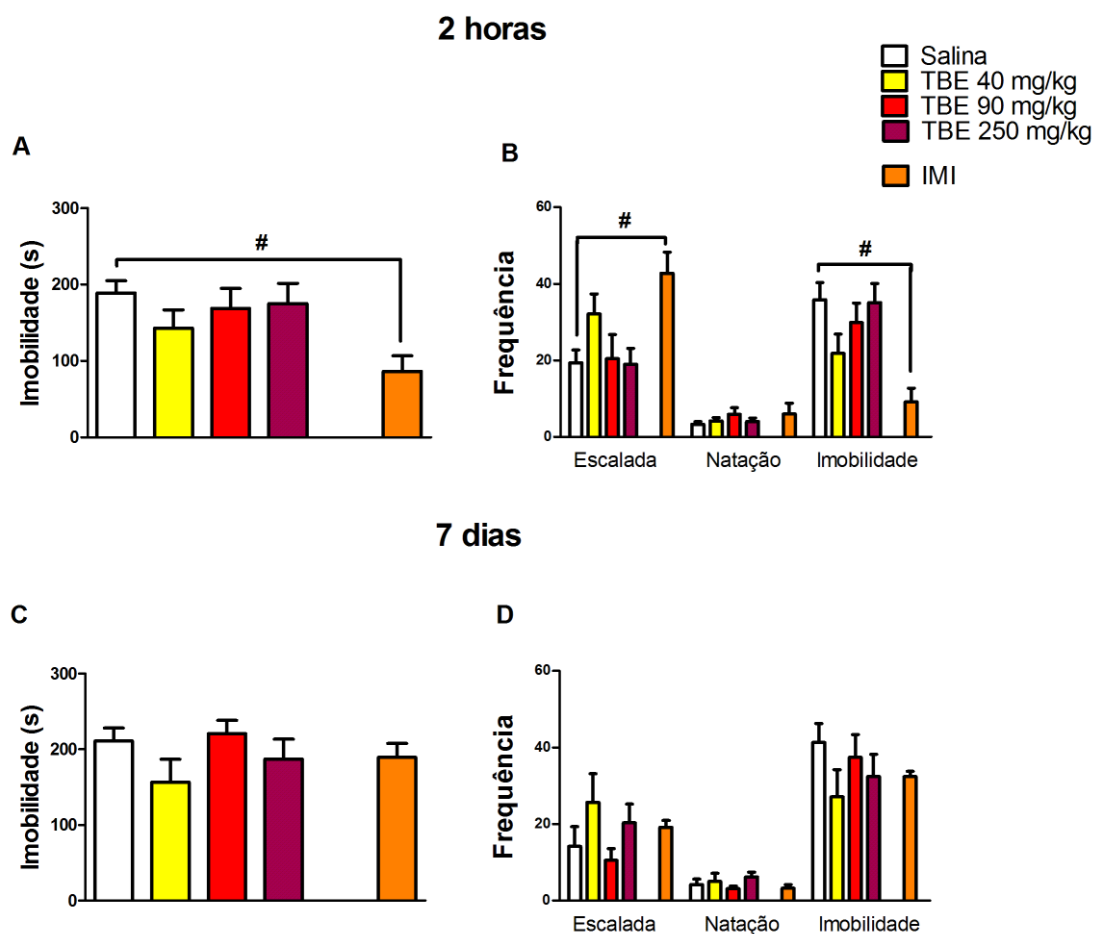 2 horas
Salina
TBE 40 mg/kg
TBE 90 mg/kg
TBE 250 mg/kg
IMI
A
Imobilidade (s)
300
200
100
0
#
B
Frequência
60
40
20
0
#
#
Escalada Natação Imobilidade
7 dias
C
Imobilidade (s)
300
200
100
0
D
Frequência
60
40
20
0
Escalada Natação Imobilidade